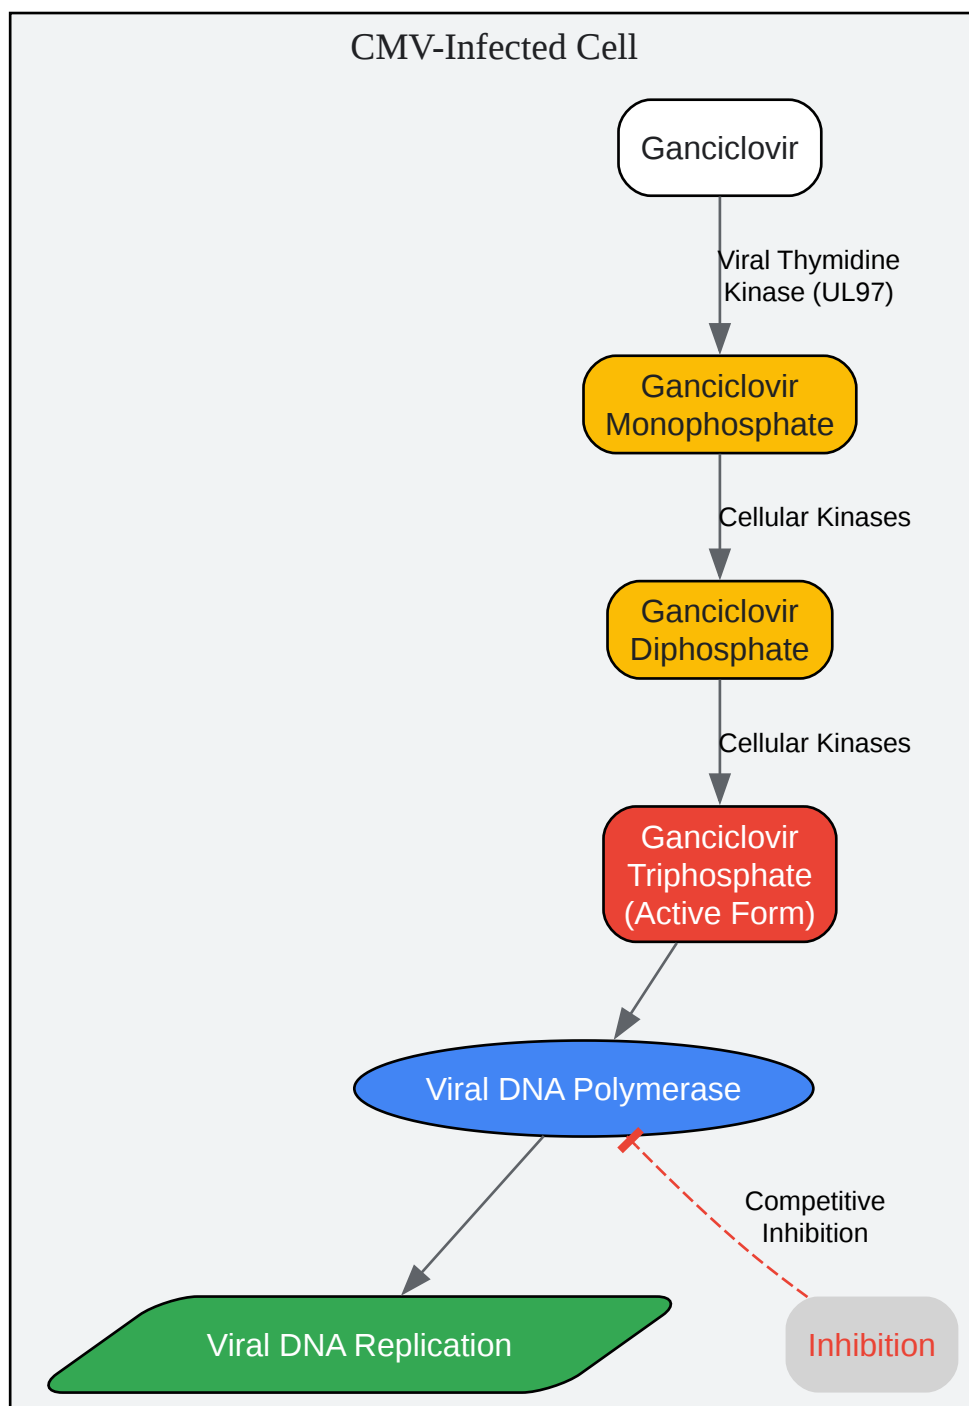 CMV-Infected Cell
Ganciclovir
Viral Thymidine
Kinase (UL97)
Ganciclovir
Monophosphate
Cellular Kinases
Ganciclovir
Diphosphate
Cellular Kinases
Ganciclovir
Triphosphate
(Active Form)
Viral DNA Polymerase
Competitive
Inhibition
Viral DNA Replication
Inhibition